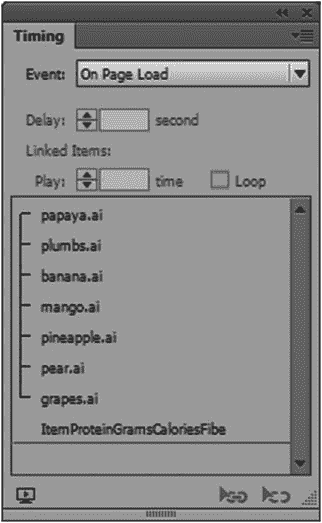 Timing
Event: On Page Load
Delay: second
Linked Items:
Play: time Loop
papaya.ai
plumbs.ai
banana.ai
mango.ai
pineapple.ai
pear.ai
grapes.ai
ItemProteinGramsCaloriesFibe